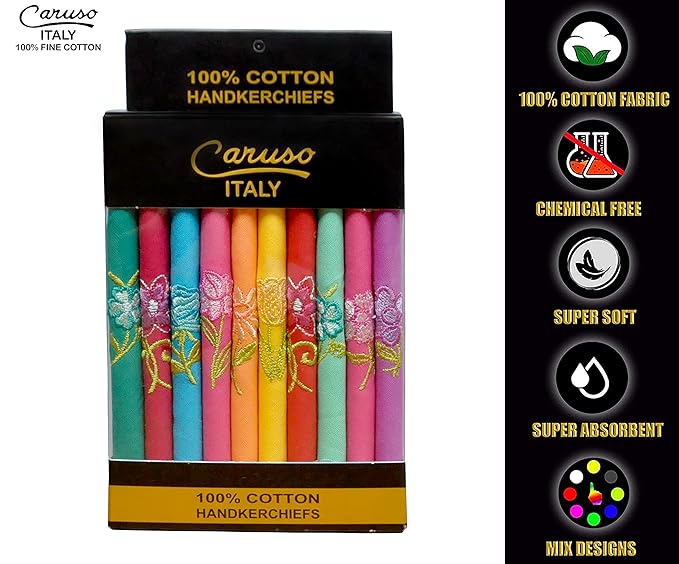 Caruso
ITALY
100% FINE COTTON
100% COTTON
HANDKERCHIEFS
Caruso
ITALY
100% COTTON
HANDKERCHIEFS
100% COTTON FABRIC
CHEMICAL FREE
SUPER SOFT
SUPER ABSORBENT
MIX DESIGNS